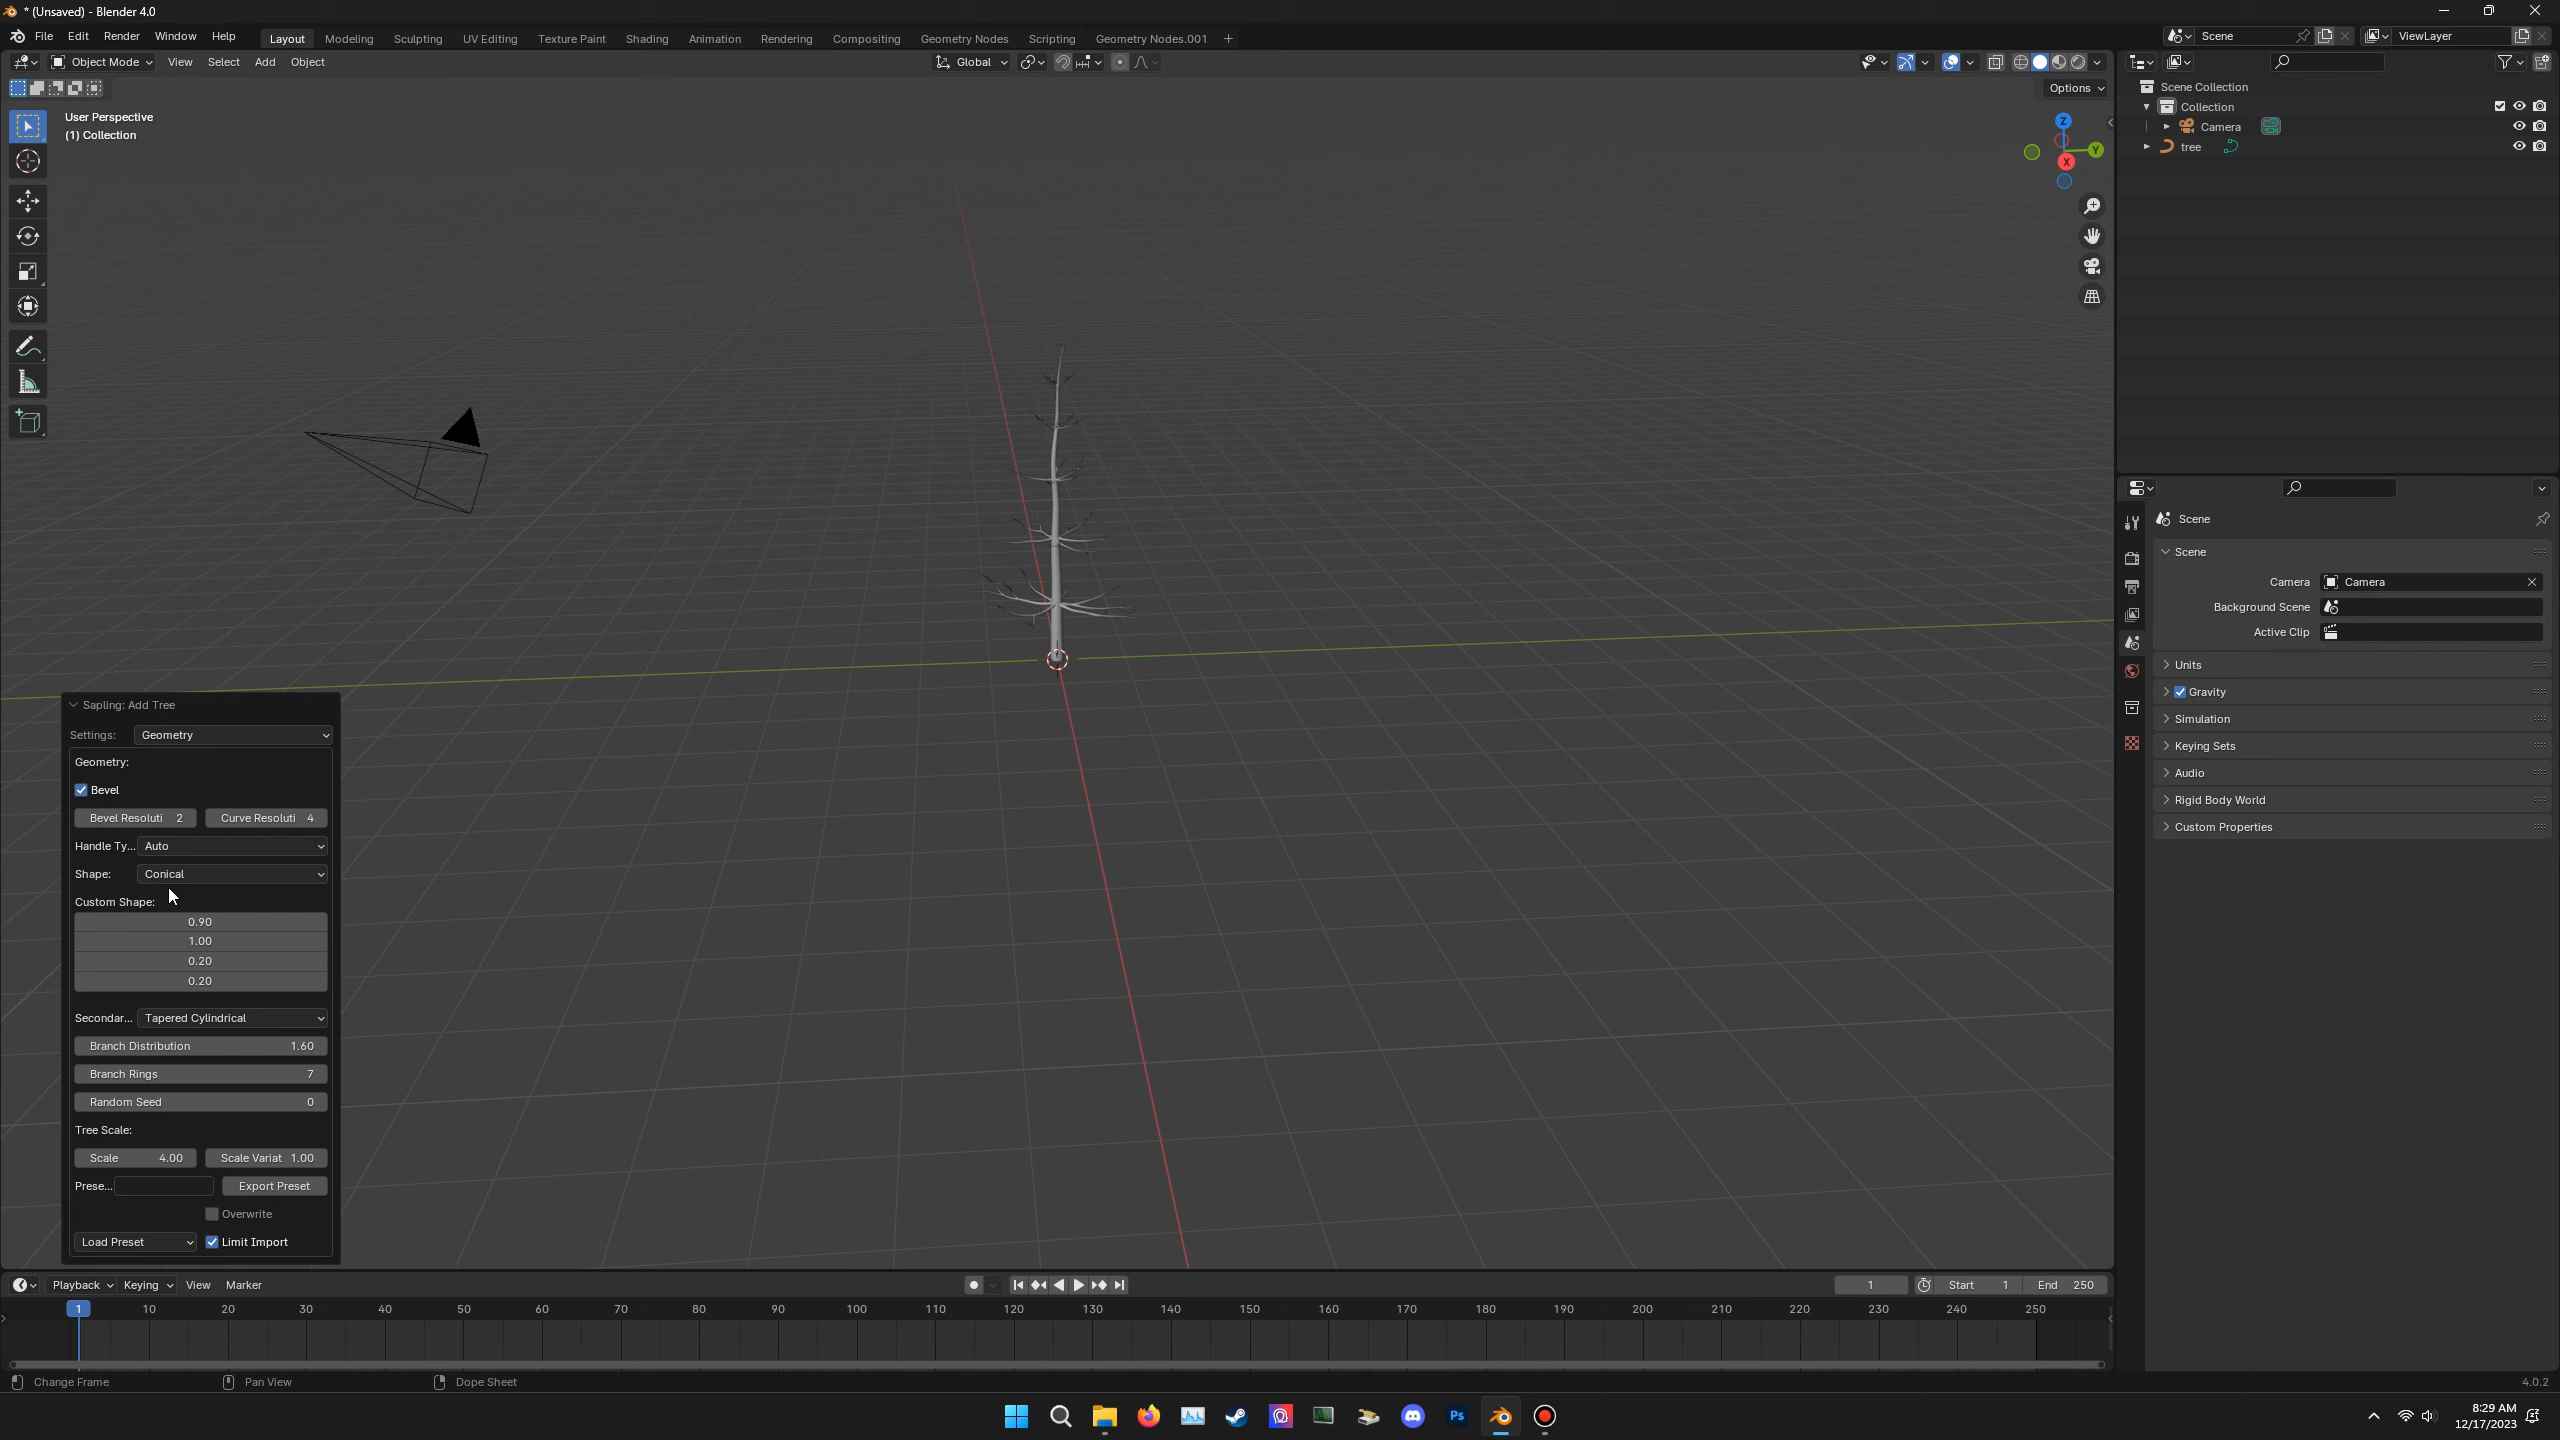 * (Unsaved) - Blender 4.0
File Edit Render Window Help Layout Modeling Sculpting UV Editing Texture Paint Shading Animation Rendering Compositing Geometry Nodes Scripting Geometry Nodes.001 + Scene ViewLayer
Object Mode View Select Add Object Global
Options
User Perspective
(1) Collection
Z
Y
X
Scene Collection
Collection
Camera
tree
Scene
Scene
Camera Camera
Background Scene
Active Clip
Units
Gravity
Simulation
Keying Sets
Audio
Rigid Body World
Custom Properties
Sapling: Add Tree
Settings: Geometry
Geometry:
Bevel
Bevel Resoluti 2 Curve Resoluti 4
Handle Ty... Auto
Shape: Conical
Custom Shape:
0.90
1.00
0.20
0.20
Secondar... Tapered Cylindrical
Branch Distribution 1.60
Branch Rings 7
Random Seed 0
Tree Scale:
Scale 4.00 Scale Variat 1.00
Prese... Export Preset
Overwrite
Load Preset Limit Import
Playback Keying View Marker 1 Start 1 End 250
1 10 20 30 40 50 60 70 80 90 100 110 120 130 140 150 160 170 180 190 200 210 220 230 240 250
Change Frame Pan View Dope Sheet 4.0.2
Ps
8:29 AM
12/17/2023